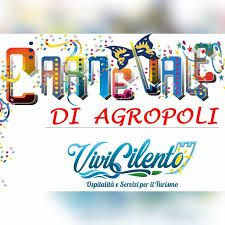 CARNEVALE
DI AGROPOLI
ViviCilento
Ospitalità e Servizi per il Turismo